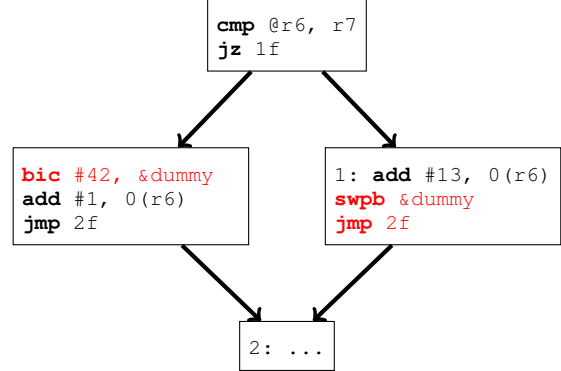 cmp @r6, r7
jz 1f
bic #42, &dummy
add #1, 0(r6)
jmp 2f
1: add #13, 0(r6)
swpb &dummy
jmp 2f
2: ...